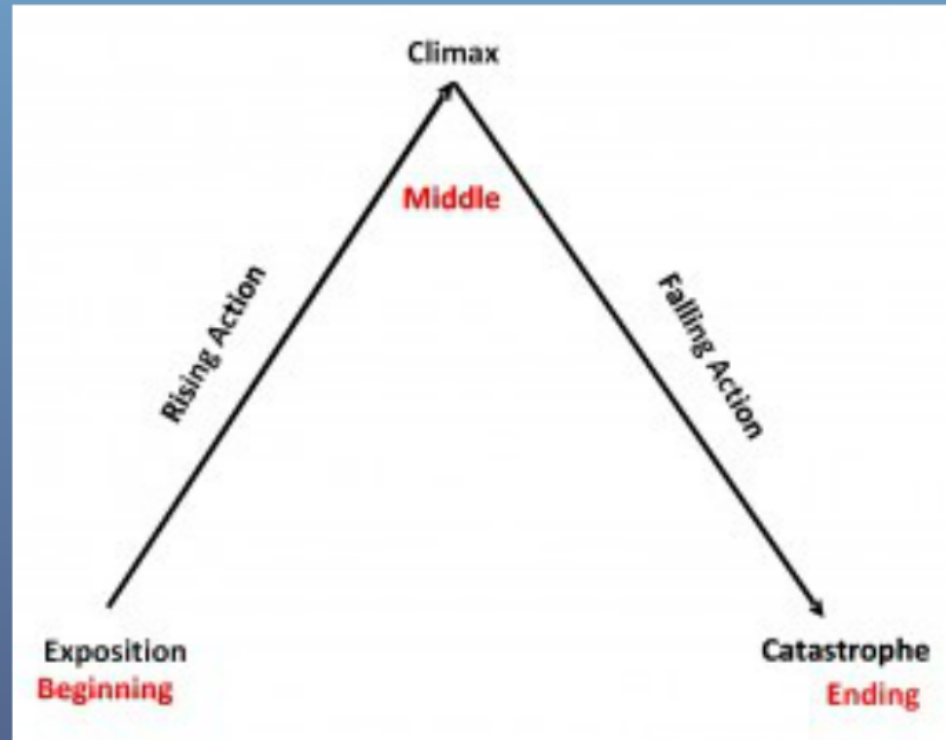 Climax
Middle
Rising Action
Falling Action
Exposition
Beginning
Catastrophe
Ending